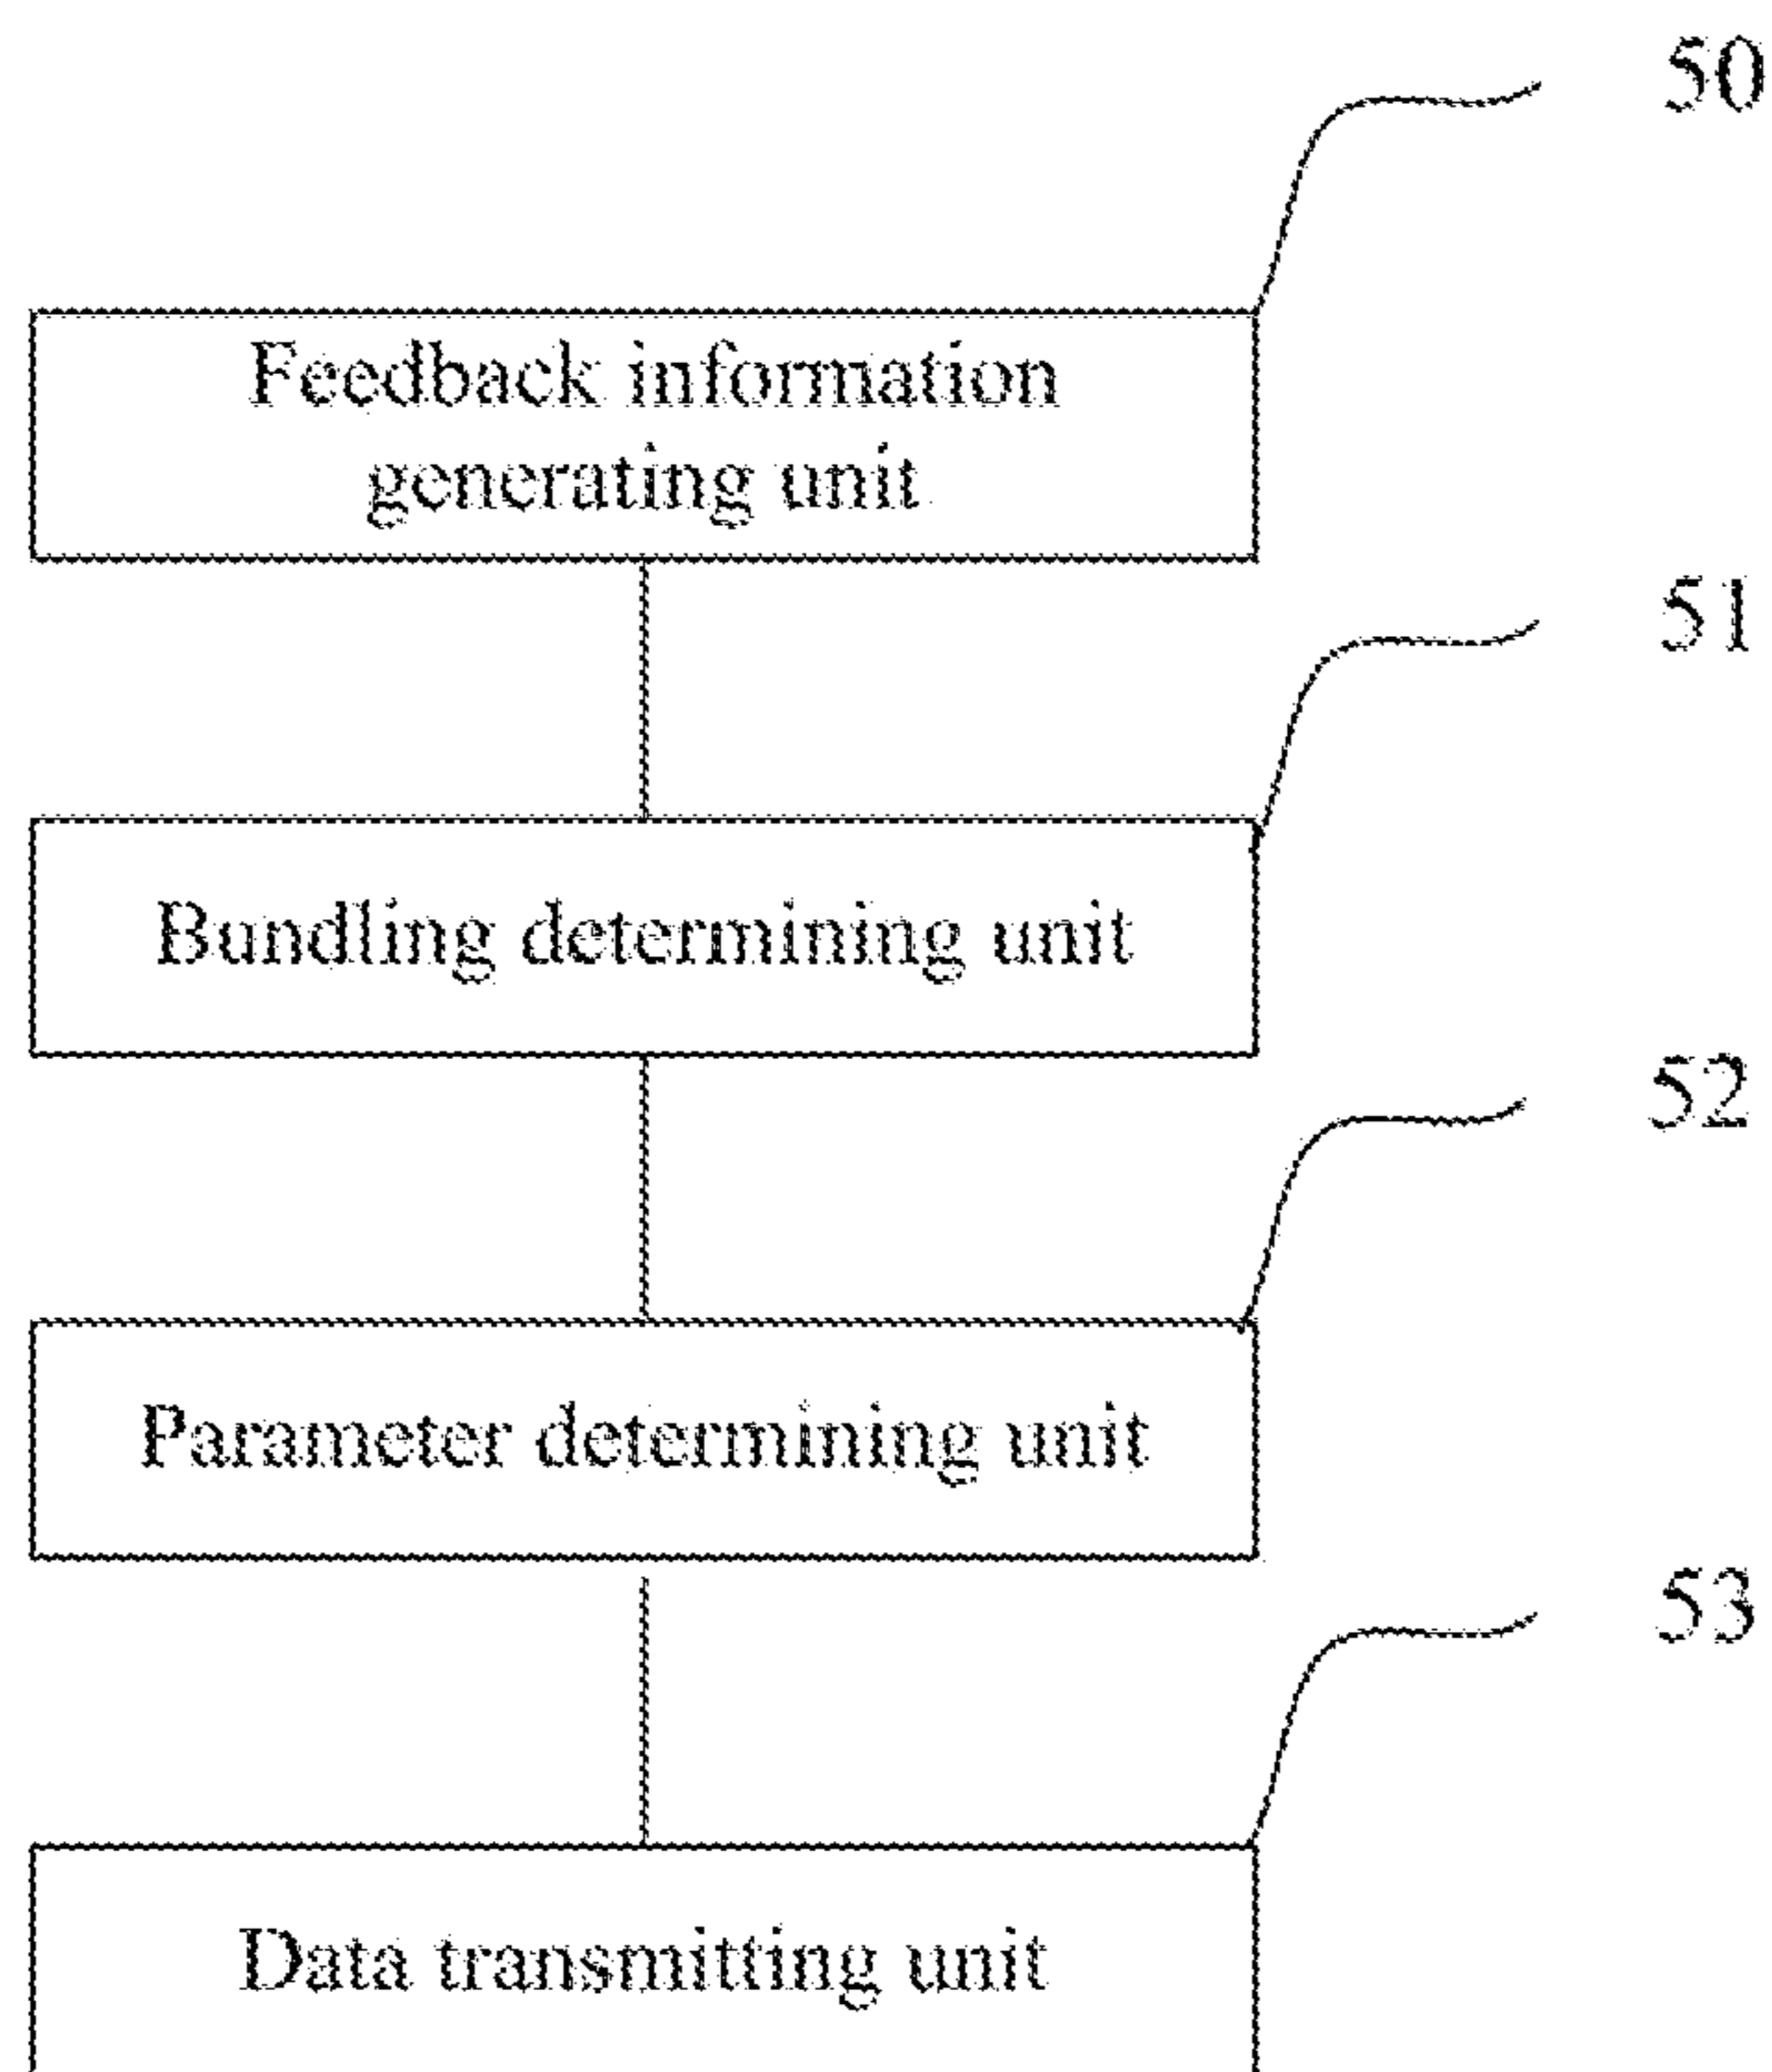 50
Feedback information
generating unit
51
Bundling determining unit
52
Parameter determining unit
53
Data transmitting unit